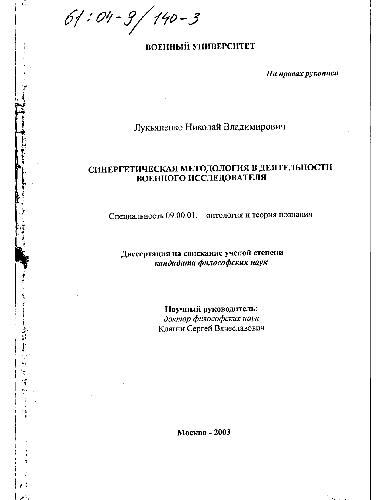 61:04-9/140-3
ВОЕННЫЙ УНИВЕРСИТЕТ
На правах рукописи
Лукьяненко Николай Владимирович
СИНЕРГЕТИЧЕСКАЯ МЕТОДОЛОГИЯ В ДЕЯТЕЛЬНОСТИ
ВОЕННОГО ИССЛЕДОВАТЕЛЯ
Специальность 09.00.01. – онтология и теория познания
Диссертация на соискание ученой степени
кандидата философских наук
Научный руководитель:
доктор философских наук
Сергей Вячеславович
Москва - 2003